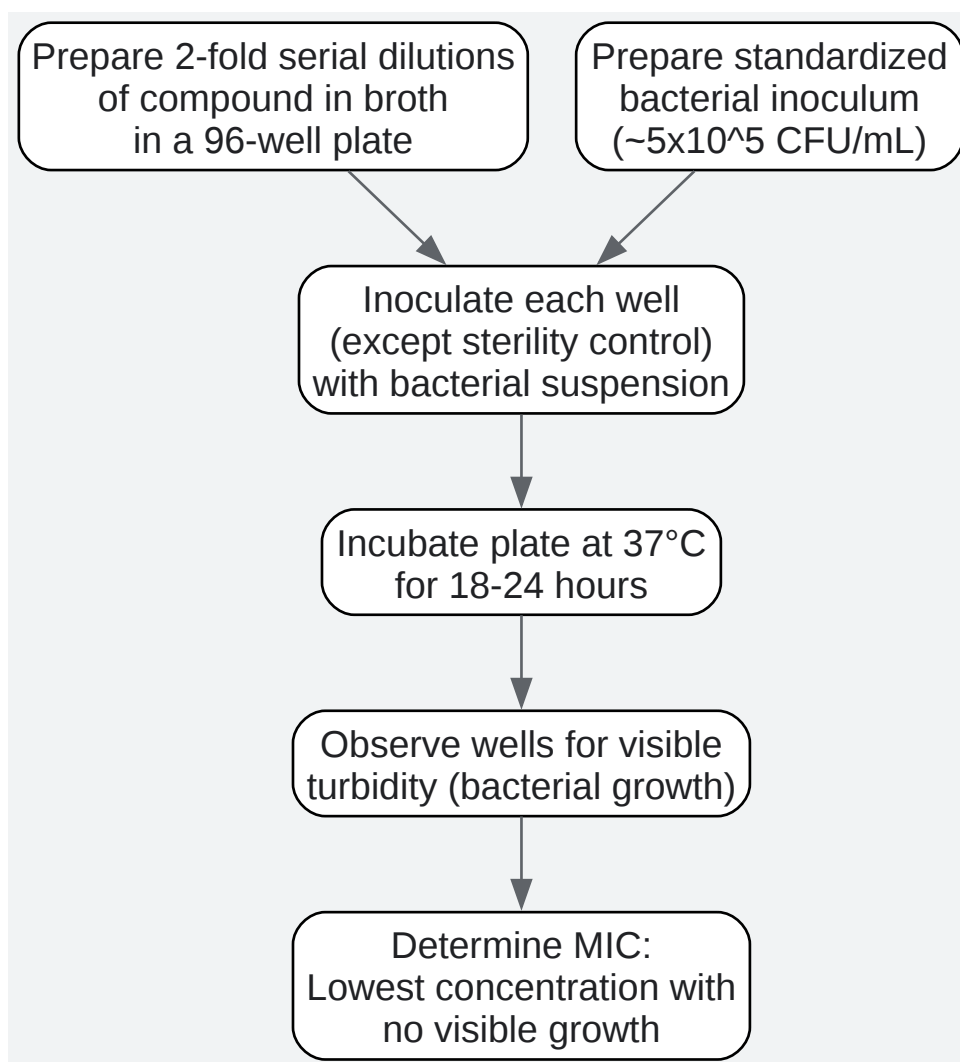 Prepare 2-fold serial dilutions
of compound in broth
in a 96-well plate
Prepare standardized
bacterial inoculum
(~5x10^5 CFU/mL)
Inoculate each well
(except sterility control)
with bacterial suspension
Incubate plate at 37°C
for 18-24 hours
Observe wells for visible
turbidity (bacterial growth)
Determine MIC:
Lowest concentration with
no visible growth